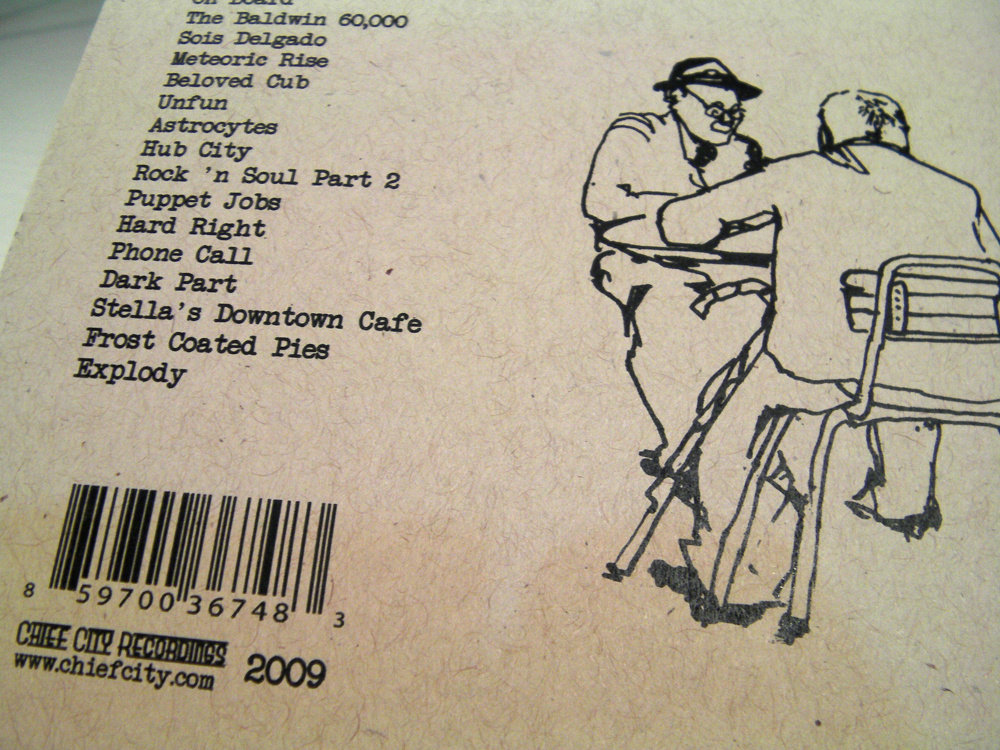 On Board
The Baldwin 60,000
Sois Delgado
Meteoric Rise
Beloved Cub
Unfun
Astrocytes
Hub City
Rock 'n Soul Part 2
Puppet Jobs
Hard Right
Phone Call
Dark Part
Stella's Downtown Cafe
Frost Coated Pies
Explody
8 59700 36748 3
CHIEF CITY RECORDINGS
www.chiefcity.com
2009